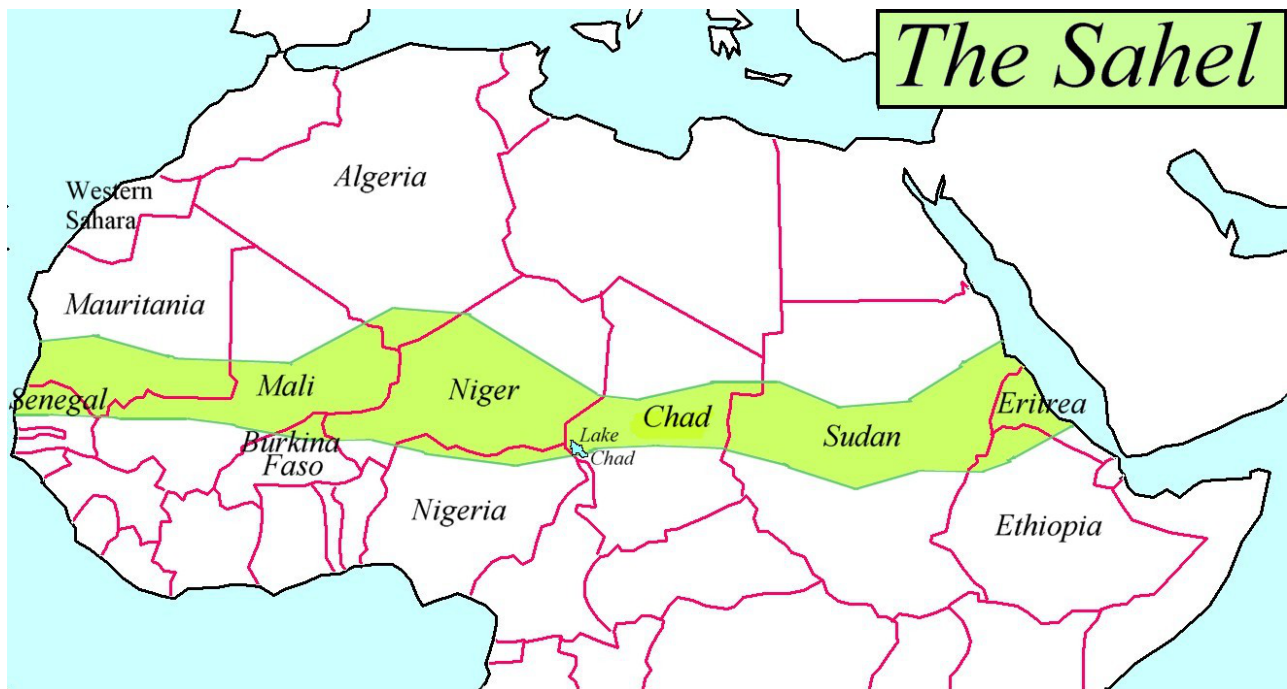 The Sahel
Algeria
Western
Sahara
Mauritania
Senegal
Mali
Niger
Chad
Sudan
Eritrea
Burkina
Faso
Lake
Chad
Nigeria
Ethiopia